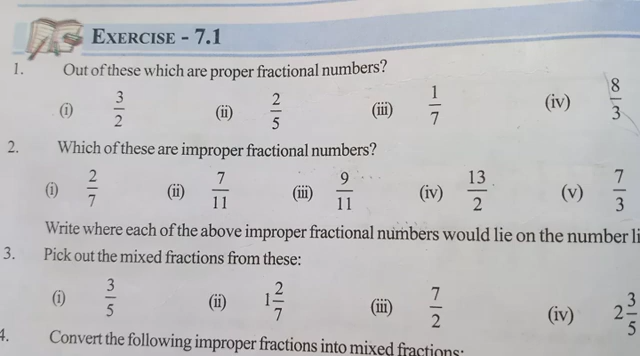 EXERCISE - 7.1
1. Out of these which are proper fractional numbers?
(i) 3/2 (ii) 2/5 (iii) 1/7 (iv) 8/3
2. Which of these are improper fractional numbers?
(i) 2/7 (ii) 7/11 (iii) 9/11 (iv) 13/2 (v) 7/3
Write where each of the above improper fractional numbers would lie on the number li
3. Pick out the mixed fractions from these:
(i) 3/5 (ii) 1 2/7 (iii) 7/2 (iv) 2 3/5
4. Convert the following improper fractions into mixed fractions: